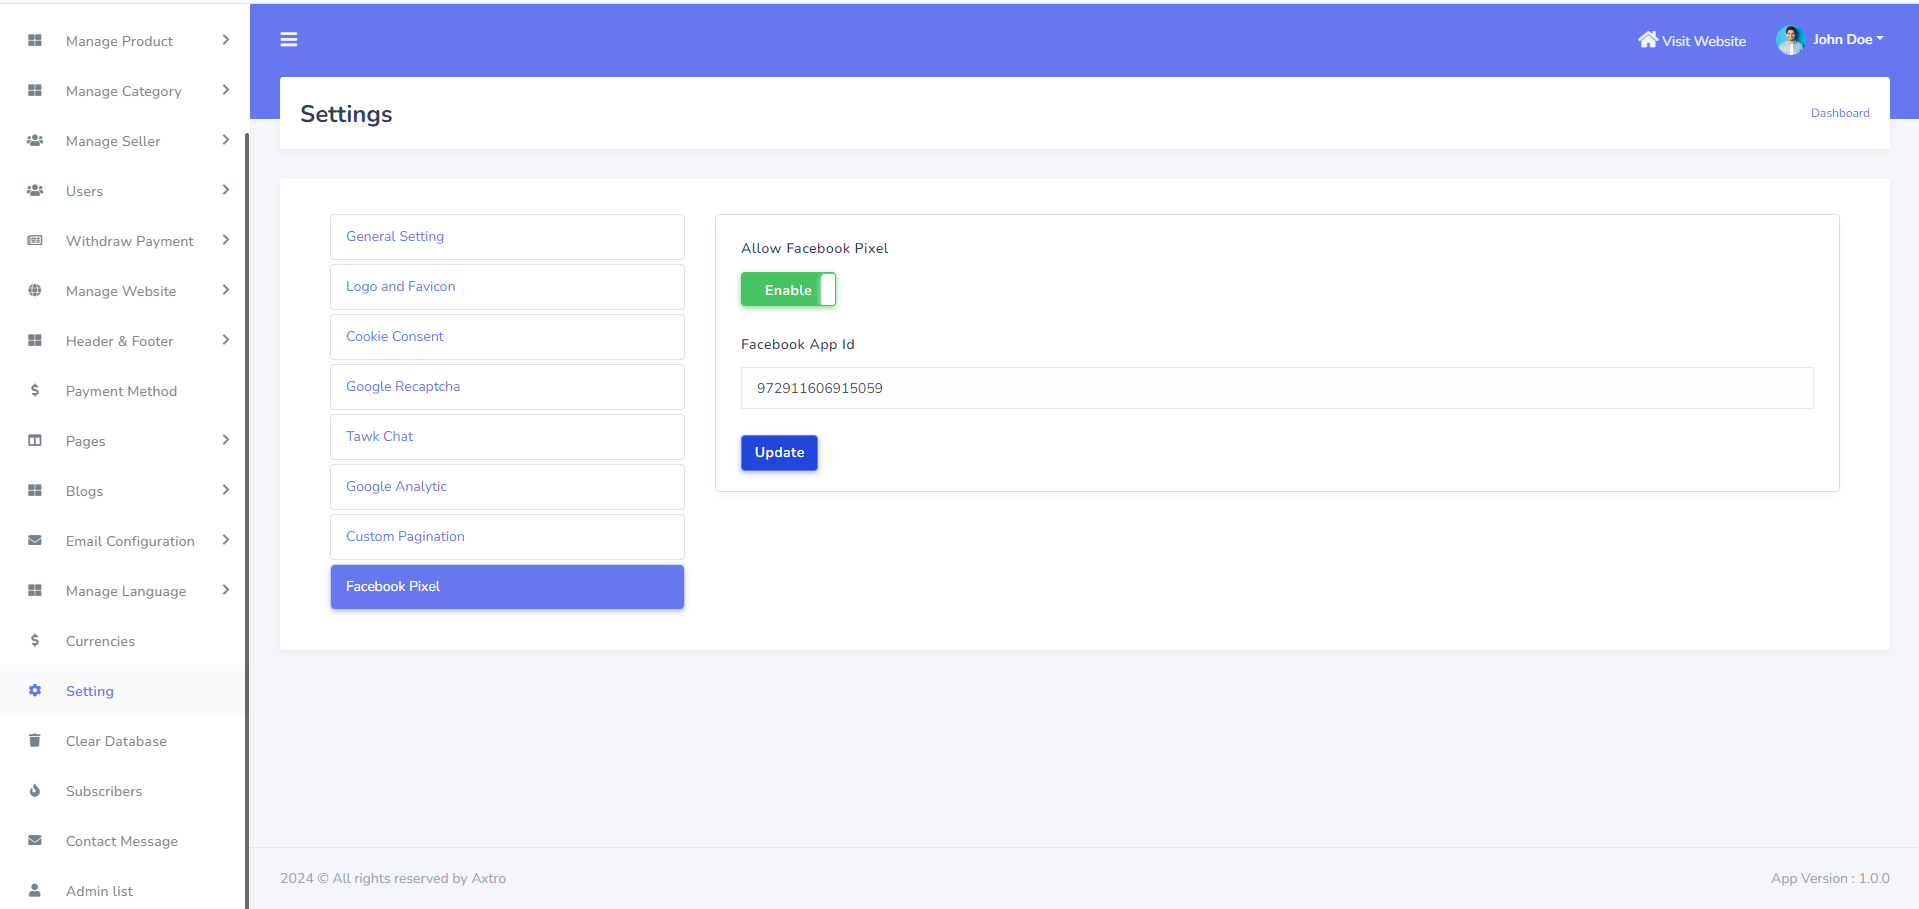 Manage Product
Manage Category
Manage Seller
Users
Withdraw Payment
Manage Website
Header & Footer
Payment Method
Pages
Blogs
Email Configuration
Manage Language
Currencies
Setting
Clear Database
Subscribers
Contact Message
Admin list
Visit Website
John Doe
Settings
Dashboard
General Setting
Logo and Favicon
Cookie Consent
Google Recaptcha
Tawk Chat
Google Analytic
Custom Pagination
Facebook Pixel
Allow Facebook Pixel
Enable
Facebook App Id
972911606915059
Update
2024 © All rights reserved by Axtro
App Version : 1.0.0